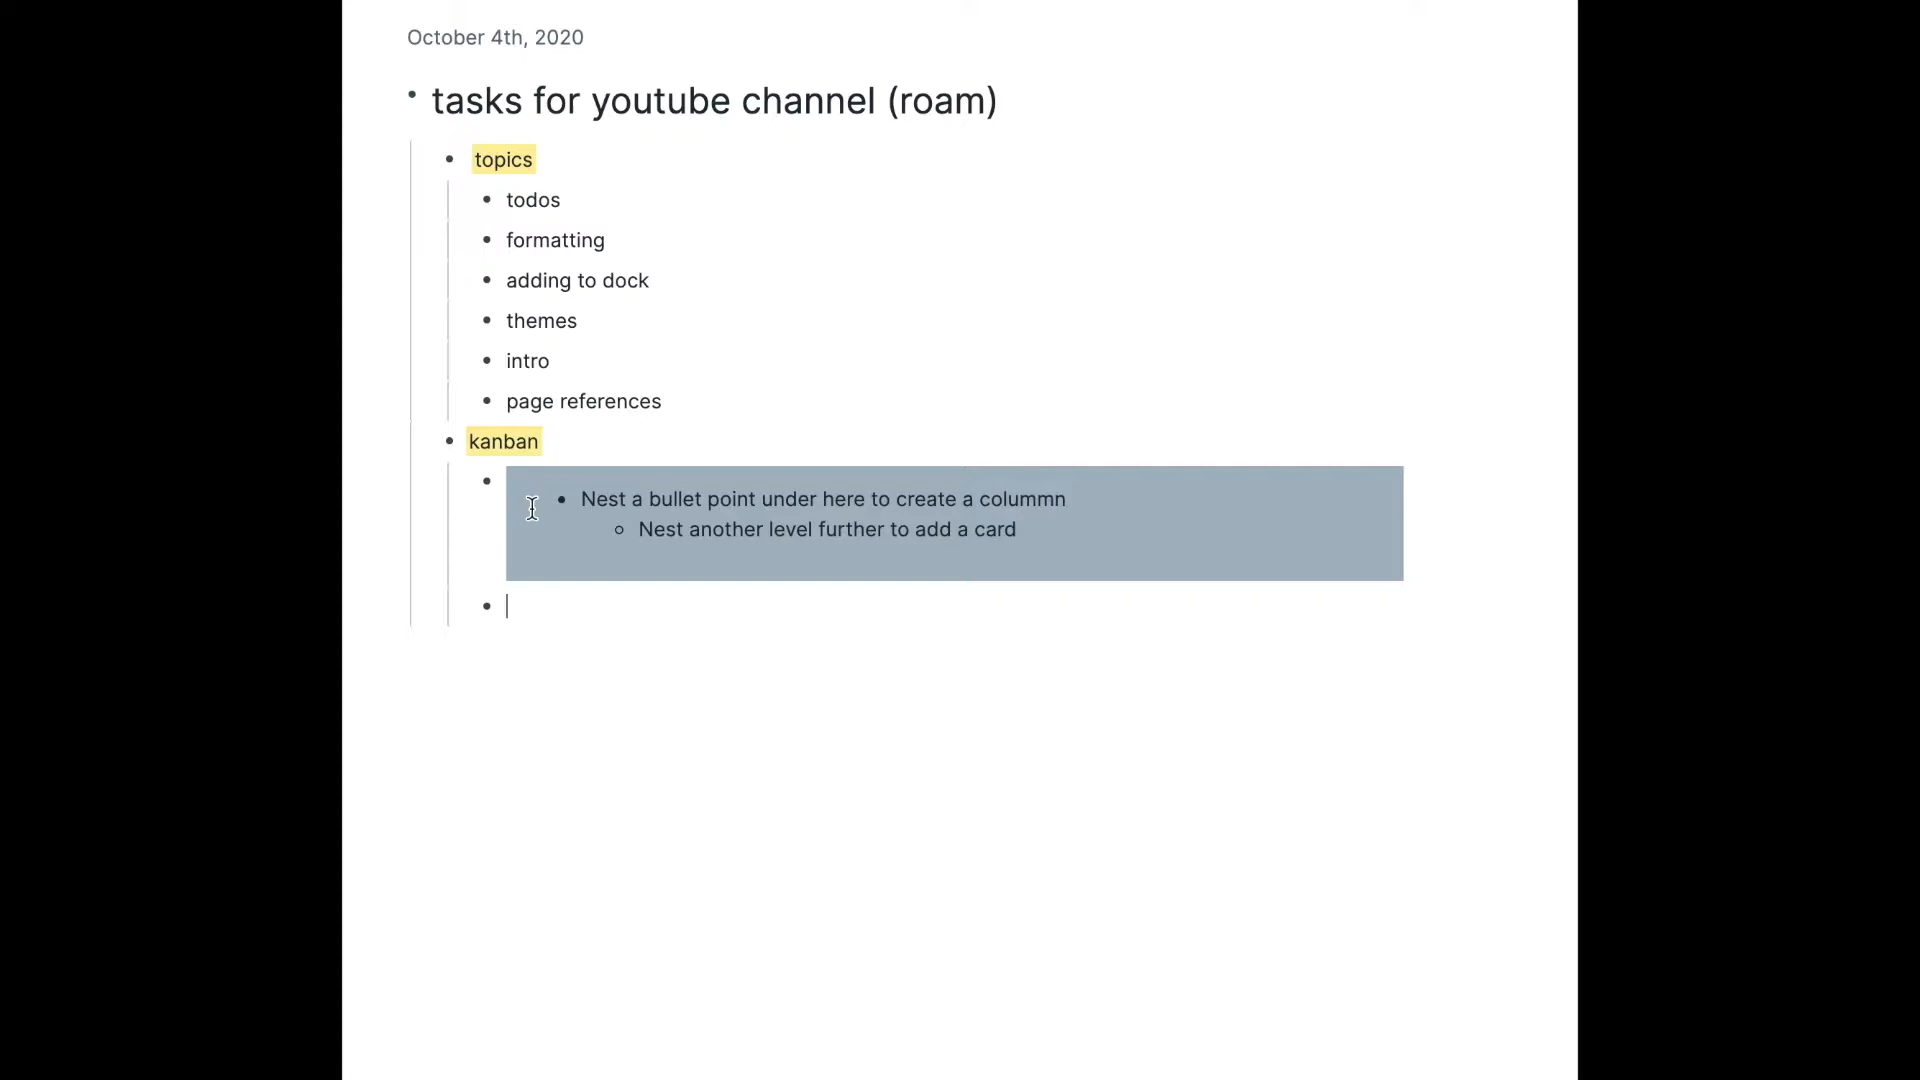 October 4th, 2020
tasks for youtube channel (roam)
topics
todos
formatting
adding to dock
themes
intro
page references
kanban
Nest a bullet point under here to create a colummn
Nest another level further to add a card